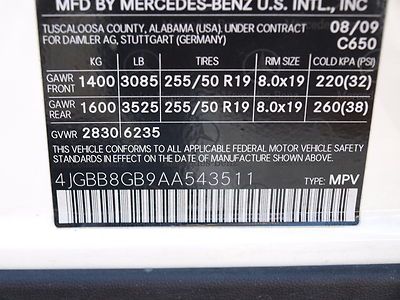 MFD BY MERCEDES-BENZ U.S. INTL., INC
TUSCALOOSA COUNTY, ALABAMA (USA). UNDER CONTRACT 08/09
FOR DAIMLER AG, STUTTGART (GERMANY) C650
KG LB TIRES RIM SIZE COLD KPA (PSI)
GAWR FRONT 1400 3085 255/50 R19 8.0x19 220(32)
GAWR REAR 1600 3525 255/50 R19 8.0x19 260(38)
GVWR 2830 6235
THIS VEHICLE CONFORMS TO ALL APPLICABLE FEDERAL MOTOR VEHICLE SAFETY
AND THEFT PREVENTION STANDARDS IN EFFECT ON THE DATE OF MANUFACTURE SHOWN ABOVE.
4JGBB8GB9AA543511 TYPE: MPV